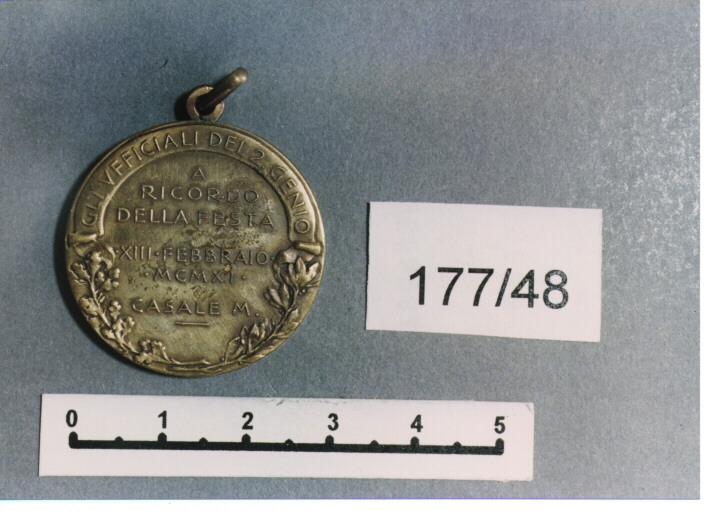 GLI VFFICIALI DEL 2. GENIO
A
RICORDO
DELLA FESTA
·XIII·FEBBRAIO·
·MCMXI·
CASALE M.
177/48
0 1 2 3 4 5